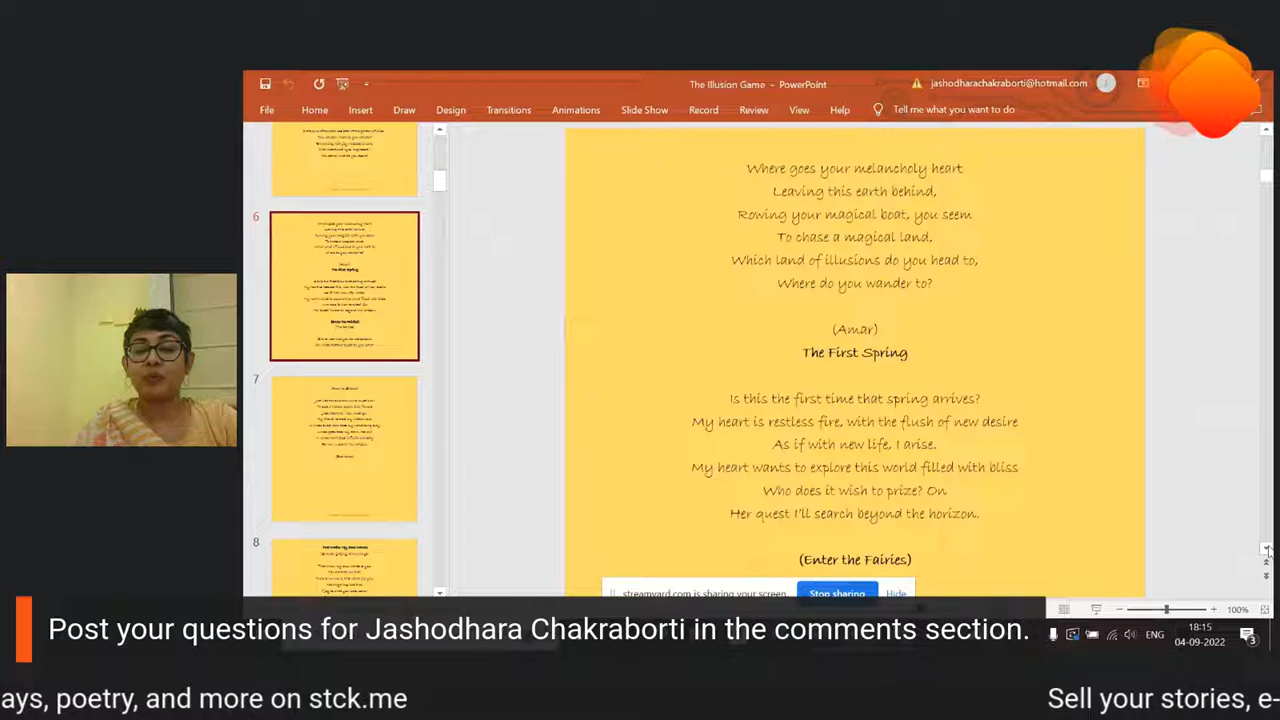 The Illusion Game - PowerPoint
jashodharachakraborti@hotmail.com
J
File Home Insert Draw Design Transitions Animations Slide Show Record Review View Help Tell me what you want to do
6
7
8
Where goes your melancholy heart
Leaving this earth behind,
Rowing your magical boat, you seem
To chase a magical land,
Which land of illusions do you head to,
Where do you wander to?
(Amar)
The First Spring
Is this the first time that spring arrives?
My heart is restless fire, with the flush of new desire
As if with new life, I arise.
My heart wants to explore this world filled with bliss
Who does it wish to prize? On
Her quest I'll search beyond the horizon.
(Enter the Fairies)
streamyard.com is sharing your screen.
Stop sharing
Hide
100%
ENG
18:15
04-09-2022
3
Post your questions for Jashodhara Chakraborti in the comments section.
ays, poetry, and more on stck.me
Sell your stories, e-